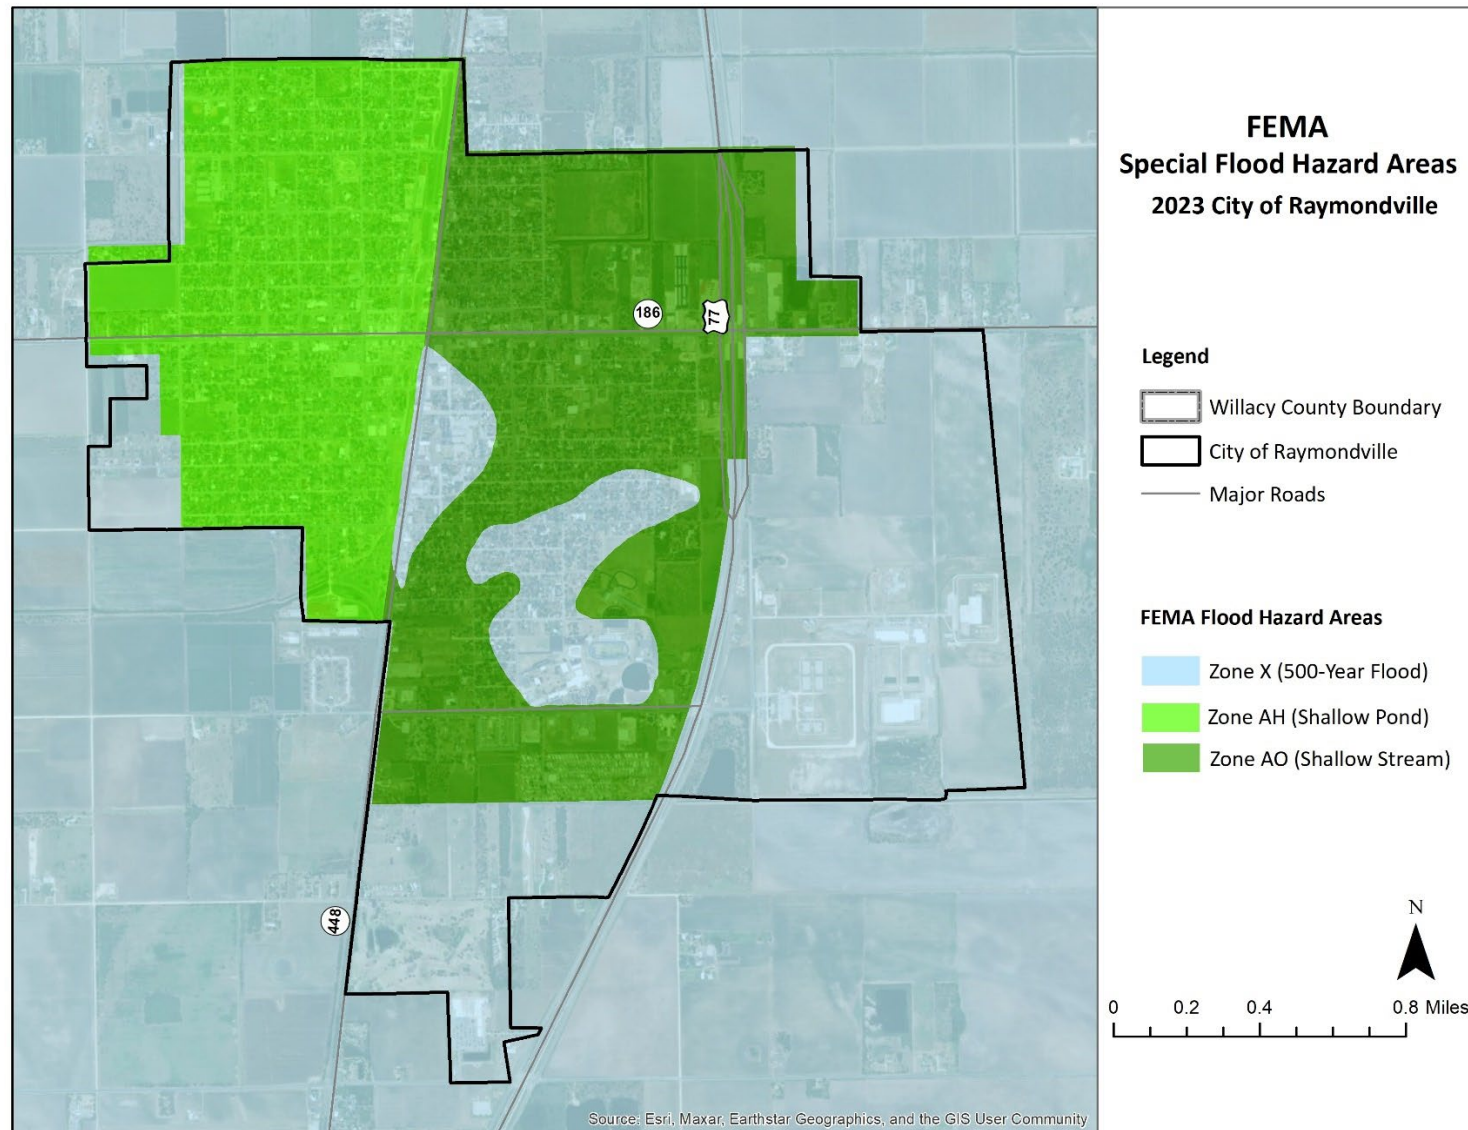 FEMA
Special Flood Hazard Areas
2023 City of Raymondville
186
77
448
Legend
Willacy County Boundary
City of Raymondville
Major Roads
FEMA Flood Hazard Areas
Zone X (500-Year Flood)
Zone AH (Shallow Pond)
Zone AO (Shallow Stream)
N
0 0.2 0.4 0.8 Miles
Source: Esri, Maxar, Earthstar Geographics, and the GIS User Community